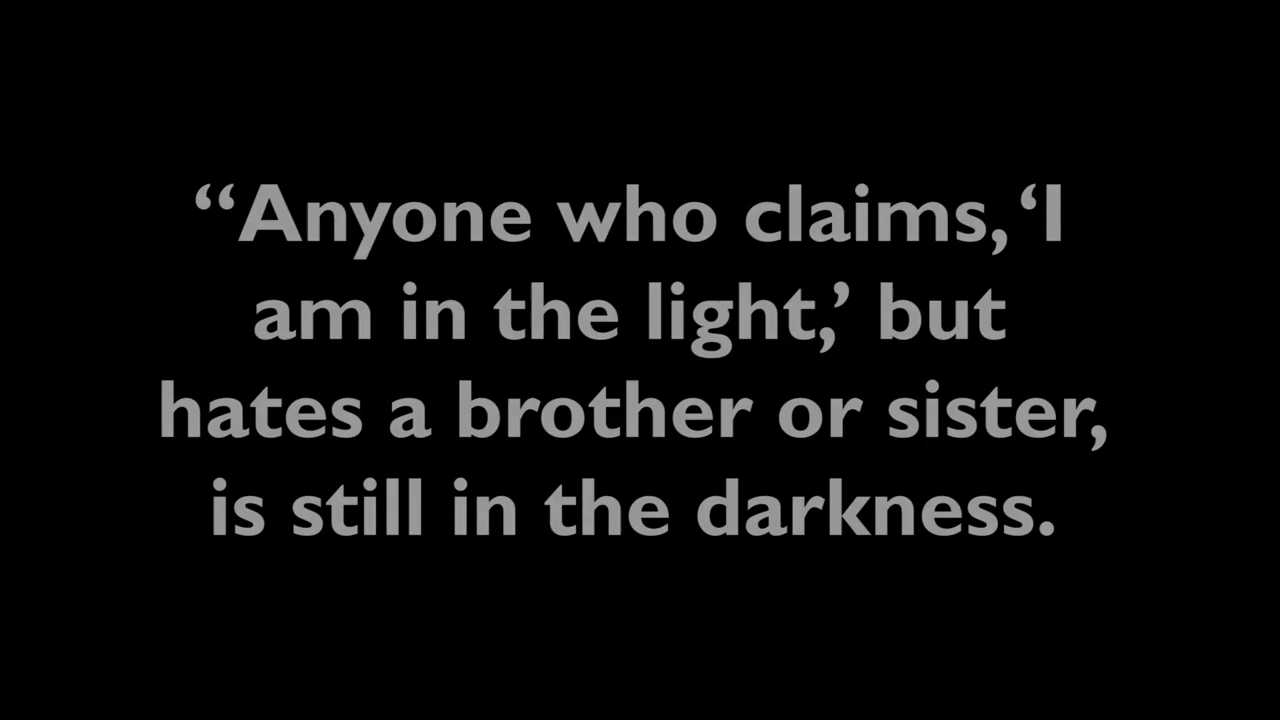 “Anyone who claims, ‘I
am in the light,’ but
hates a brother or sister,
is still in the darkness.